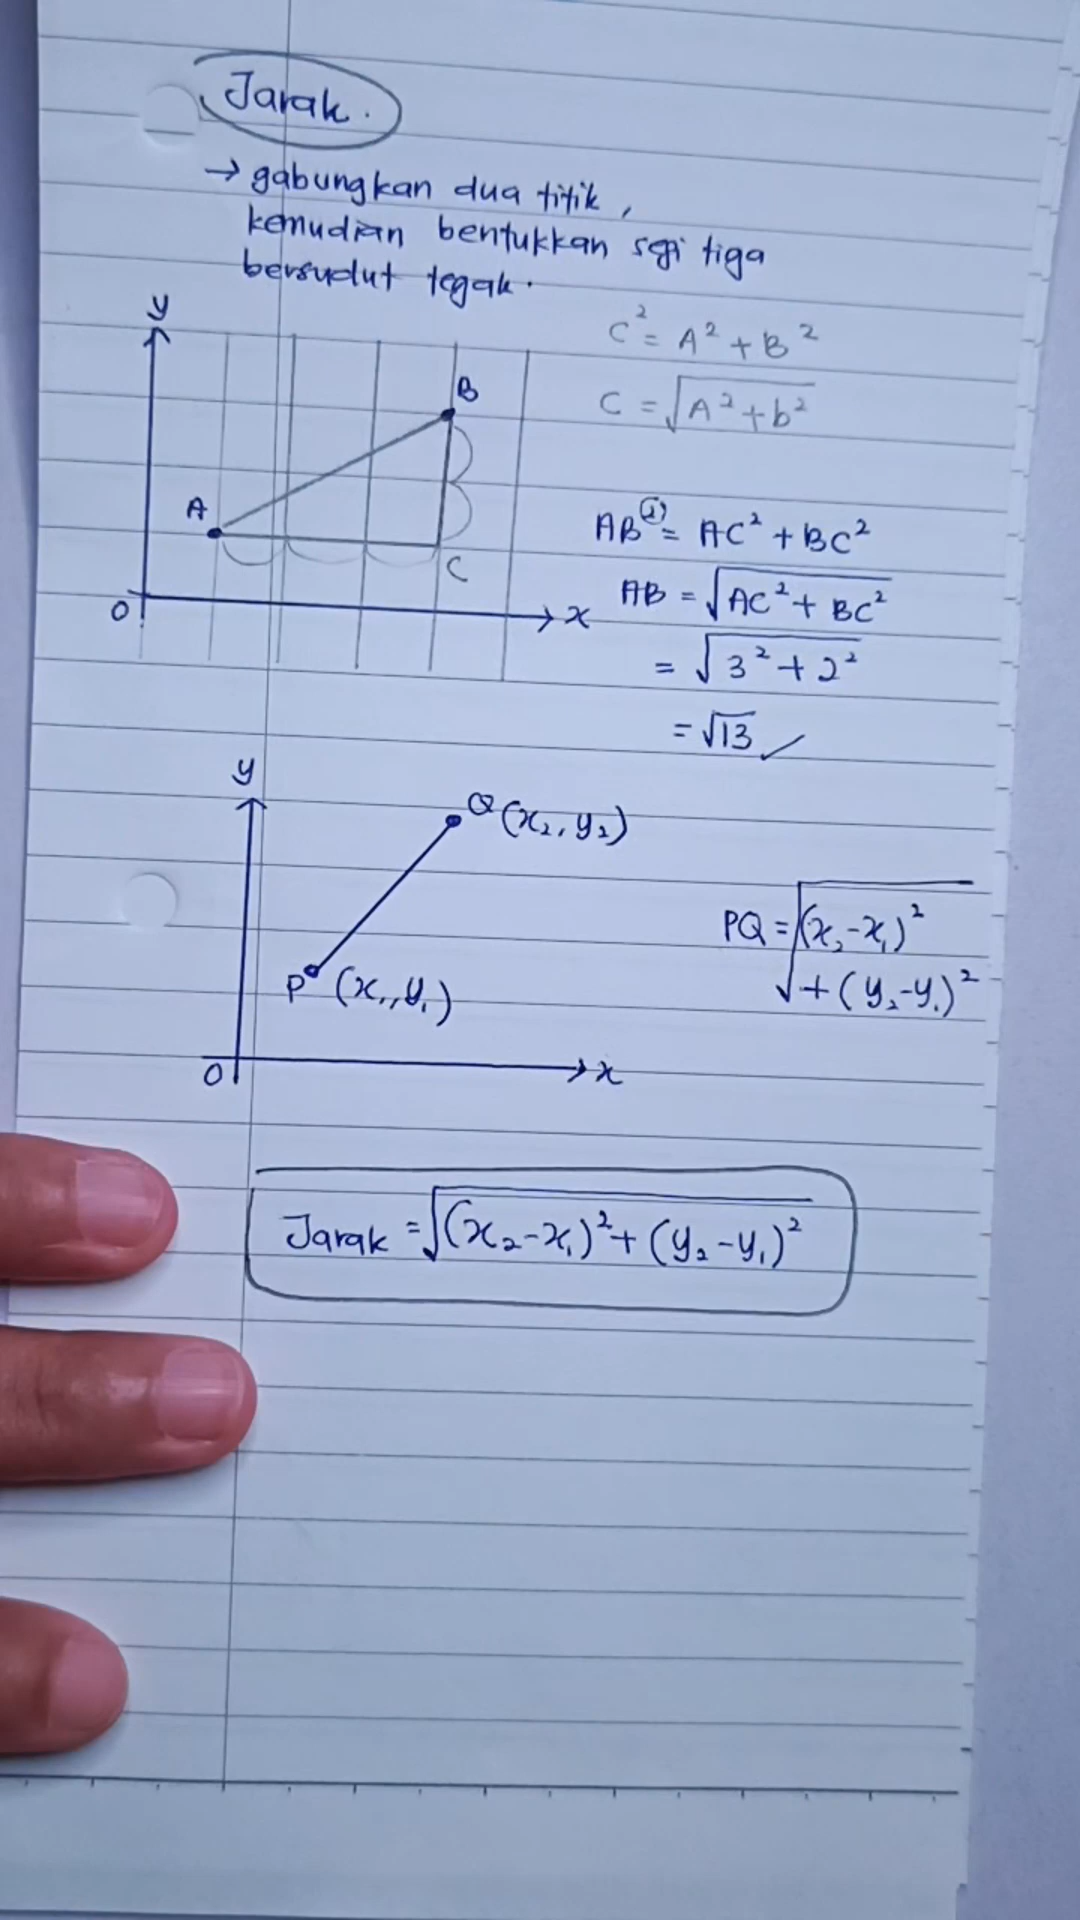 Jarak.
→ gabungkan dua titik,
kemudian bentukkan segi tiga
bersudut tegak.
C² = A² + B²
C = √(A² + b²)
y
B
A
C
O
x
AB² = AC² + BC²
AB = √(AC² + BC²)
= √(3² + 2²)
= √13 ✓
y
Q (x₂, y₂)
P (x₁, y₁)
O
x
PQ = √((x₂-x₁)²
+ (y₂-y₁)²)
Jarak = √((x₂-x₁)² + (y₂-y₁)²)